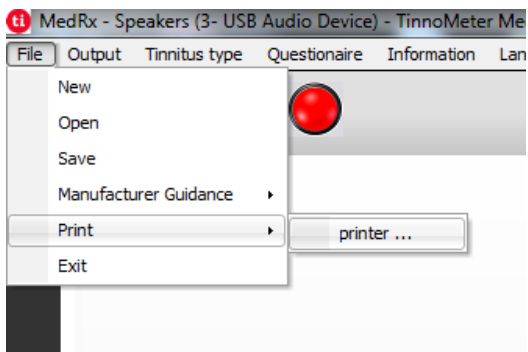 ti MedRx - Speakers (3- USB Audio Device) - TinnoMeter Me
File Output Tinnitus type Questionaire Information Lan
New
Open
Save
Manufacturer Guidance
Print
printer ...
Exit